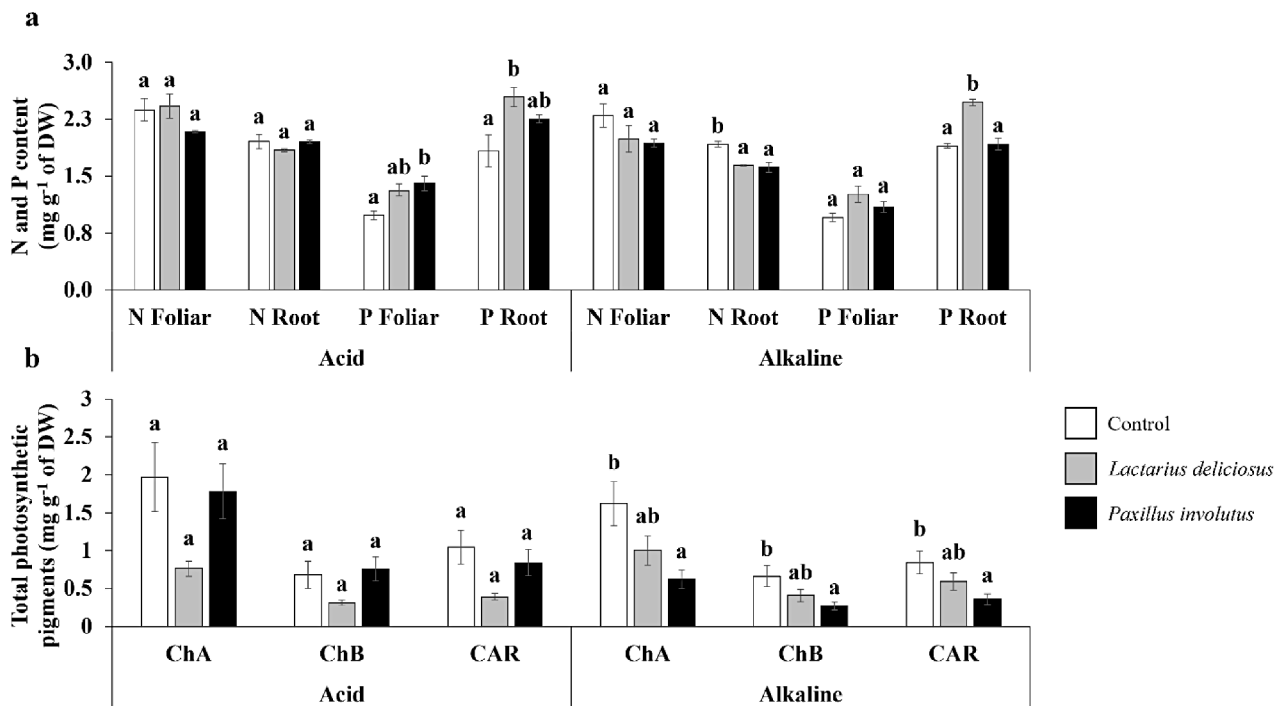 a
N and P content
(mg g-1 of DW)
3.0
2.3
1.5
0.8
0.0
a a a
a a a
a ab b
a b ab
a a a
b a a
a a a
a b a
N Foliar N Root P Foliar P Root N Foliar N Root P Foliar P Root
Acid Alkaline
b
Total photosynthetic
pigments (mg g-1 of DW)
3
2.5
2
1.5
1
0.5
0
a a a
a a a
a a a
b ab a
b ab a
b ab a
ChA ChB CAR ChA ChB CAR
Acid Alkaline
Control
Lactarius deliciosus
Paxillus involutus